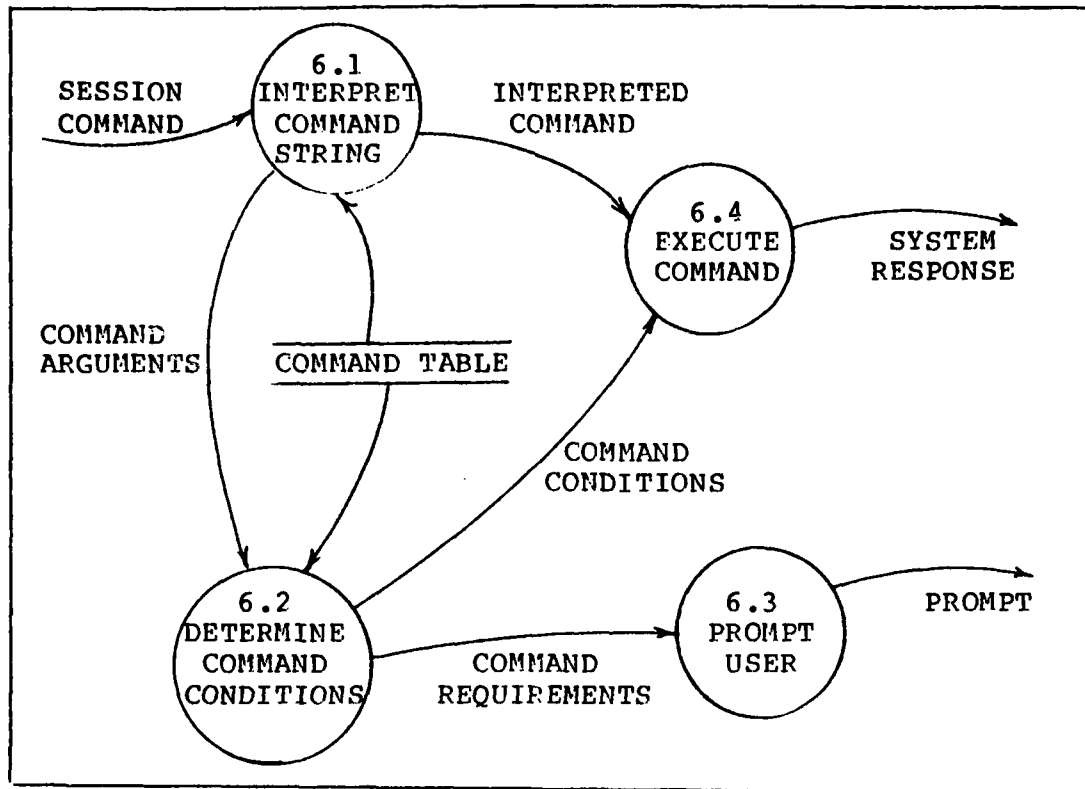 6.1
INTERPRET
COMMAND
STRING
SESSION
COMMAND
INTERPRETED
COMMAND
6.4
EXECUTE
COMMAND
SYSTEM
RESPONSE
COMMAND
ARGUMENTS
COMMAND TABLE
COMMAND
CONDITIONS
6.2
DETERMINE
COMMAND
CONDITIONS
COMMAND
REQUIREMENTS
6.3
PROMPT
USER
PROMPT